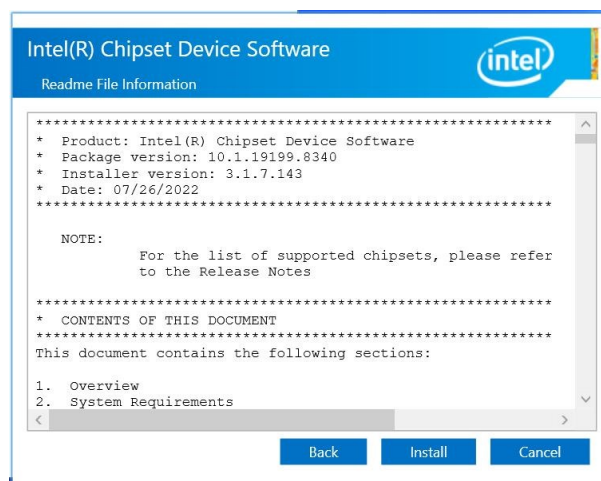 Intel(R) Chipset Device Software
Readme File Information
intel
************************************************************
*  Product: Intel(R) Chipset Device Software
*  Package version: 10.1.19199.8340
*  Installer version: 3.1.7.143
*  Date: 07/26/2022
************************************************************
NOTE:
For the list of supported chipsets, please refer
to the Release Notes
************************************************************
*  CONTENTS OF THIS DOCUMENT
************************************************************
This document contains the following sections:
1.  Overview
2.  System Requirements
Back Install Cancel